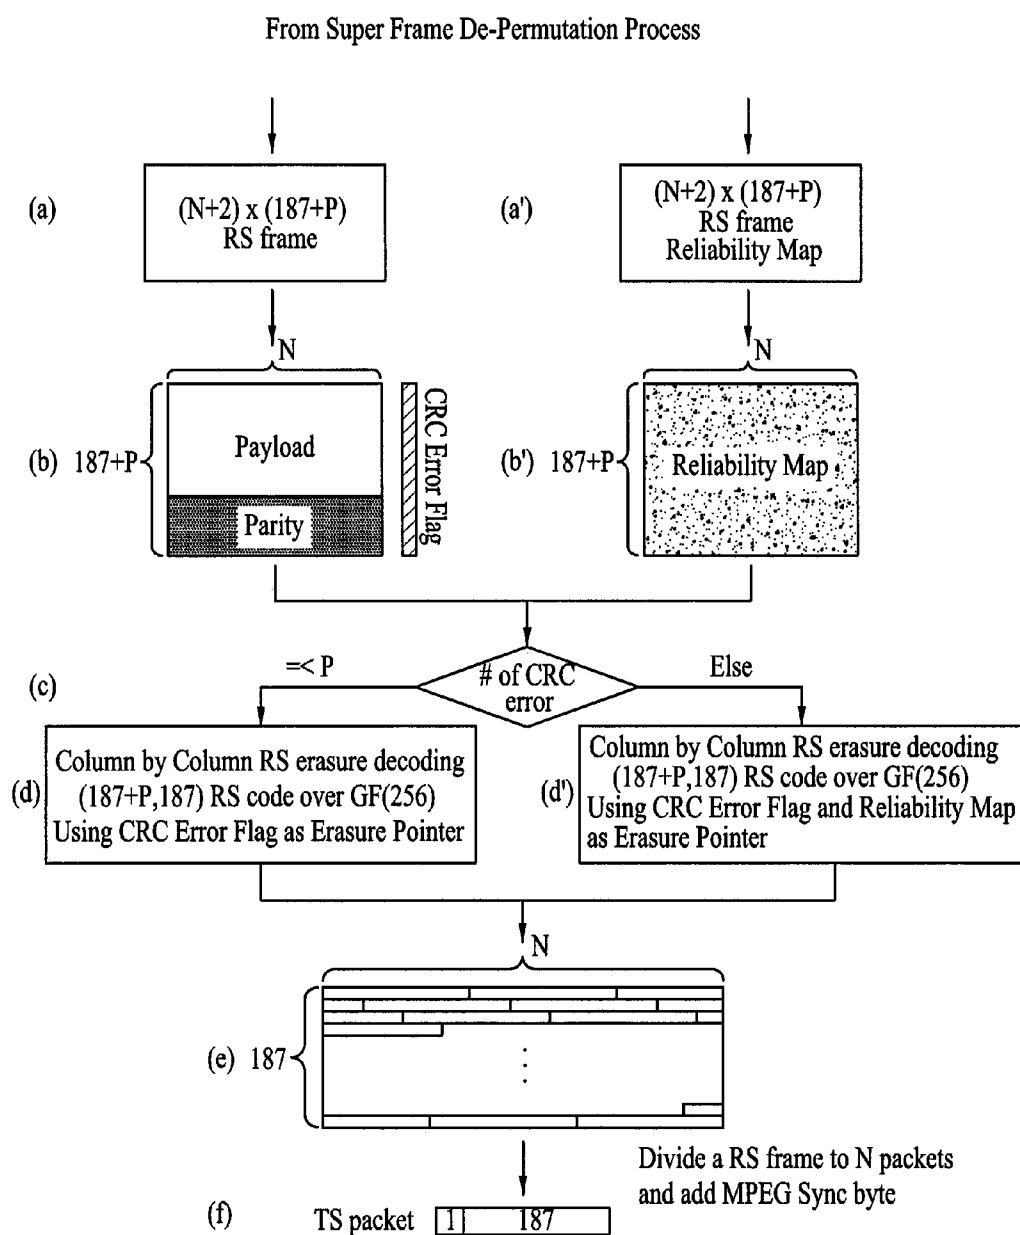 From Super Frame De-Permutation Process
(a)
(N+2) x (187+P)
RS frame
(a')
(N+2) x (187+P)
RS frame
Reliability Map
N
N
(b) 187+P
Payload
Parity
CRC Error Flag
(b') 187+P
Reliability Map
(c)
=< P
# of CRC
error
Else
(d)
Column by Column RS erasure decoding
(187+P,187) RS code over GF(256)
Using CRC Error Flag as Erasure Pointer
(d')
Column by Column RS erasure decoding
(187+P,187) RS code over GF(256)
Using CRC Error Flag and Reliability Map
as Erasure Pointer
N
(e) 187
Divide a RS frame to N packets
and add MPEG Sync byte
(f)
TS packet
1
187